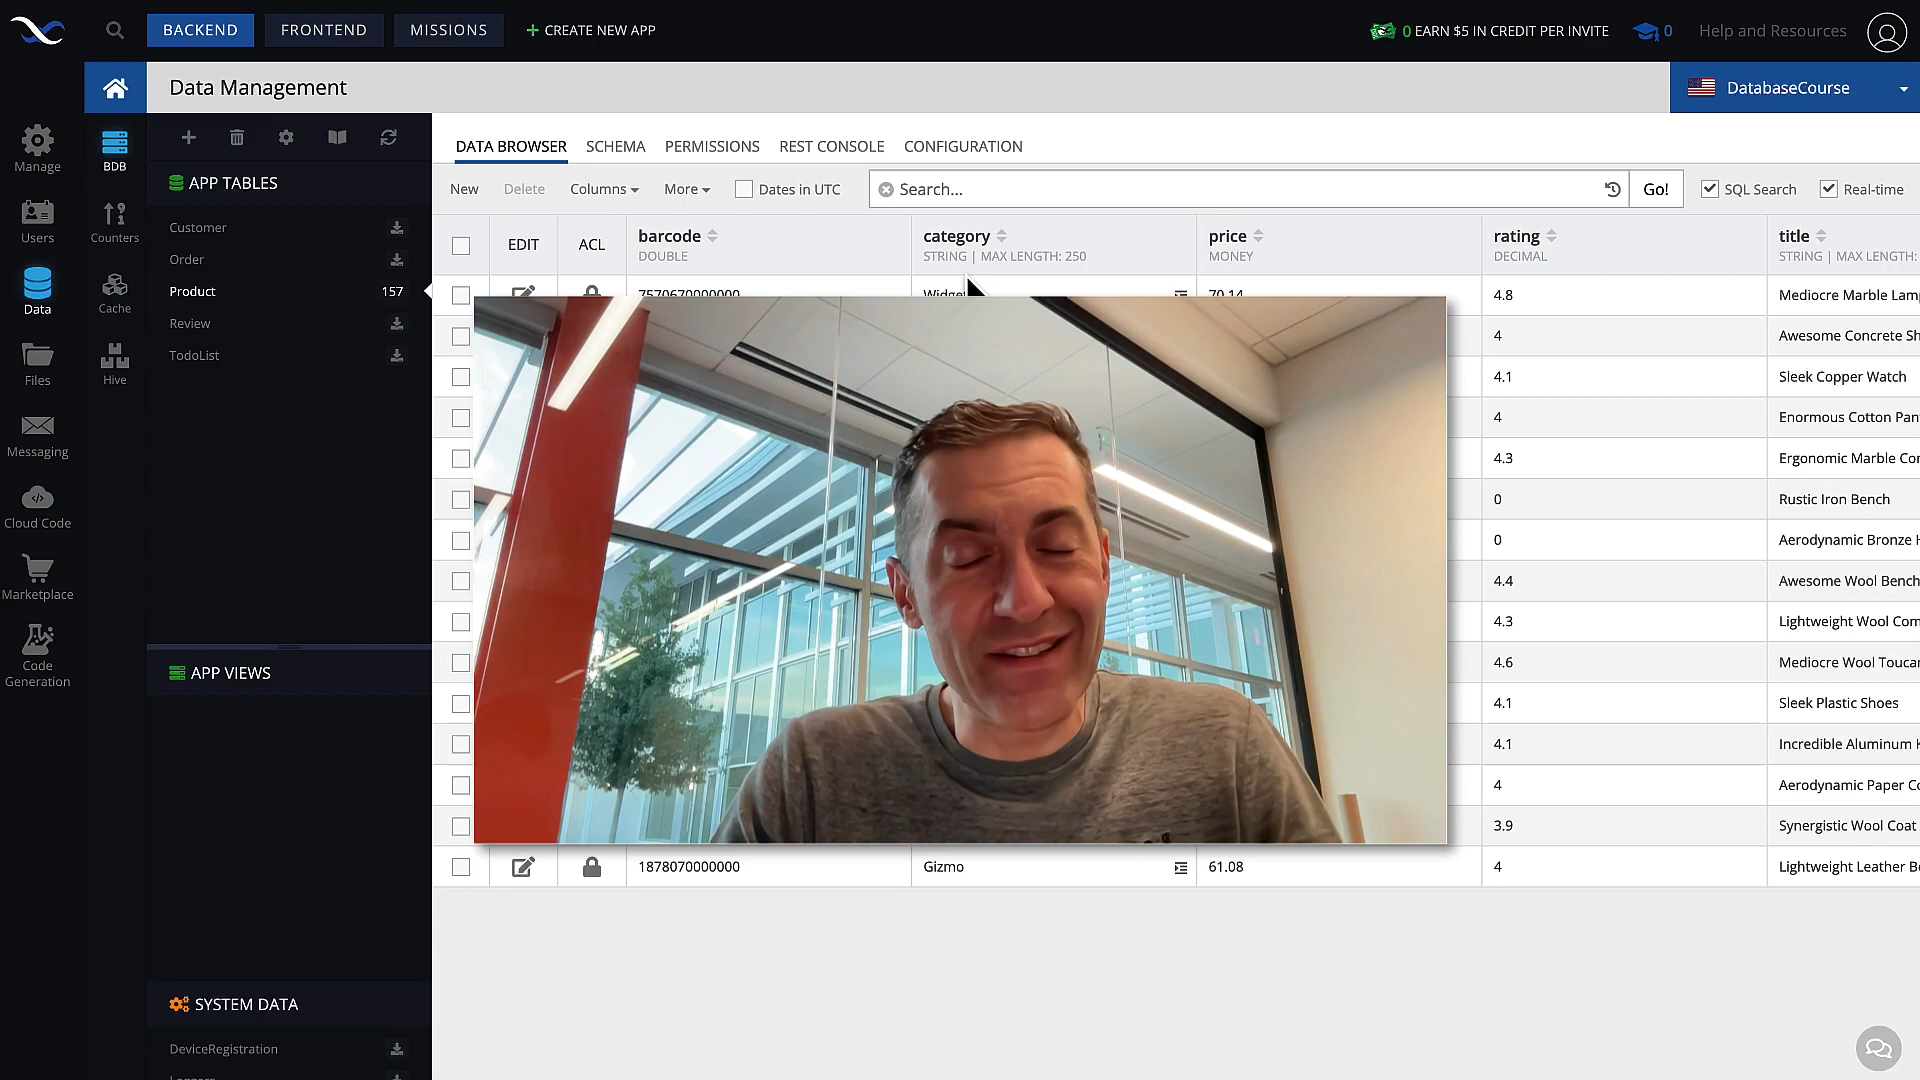 BACKEND
FRONTEND
MISSIONS
+ CREATE NEW APP
0 EARN $5 IN CREDIT PER INVITE
0
Help and Resources
Data Management
DatabaseCourse
Manage
Users
Data
Files
Messaging
Cloud Code
Marketplace
Code
Generation
BDB
Counters
Cache
Hive
APP TABLES
Customer
Order
Product 157
Review
TodoList
APP VIEWS
SYSTEM DATA
DeviceRegistration
DATA BROWSER
SCHEMA
PERMISSIONS
REST CONSOLE
CONFIGURATION
New
Delete
Columns
More
Dates in UTC
Search...
Go!
SQL Search
Real-time
EDIT
ACL
barcode
DOUBLE
category
STRING | MAX LENGTH: 250
price
MONEY
rating
DECIMAL
title
STRING | MAX LENGTH:
7570670000000 70.14 4.8 Mediocre Marble Lam
4 Awesome Concrete Sh
4.1 Sleek Copper Watch
4 Enormous Cotton Pan
4.3 Ergonomic Marble Co
0 Rustic Iron Bench
0 Aerodynamic Bronze
4.4 Awesome Wool Bench
4.3 Lightweight Wool Com
4.6 Mediocre Wool Touca
4.1 Sleek Plastic Shoes
4.1 Incredible Aluminum
4 Aerodynamic Paper Co
3.9 Synergistic Wool Coat
1878070000000 Gizmo 61.08 4 Lightweight Leather B